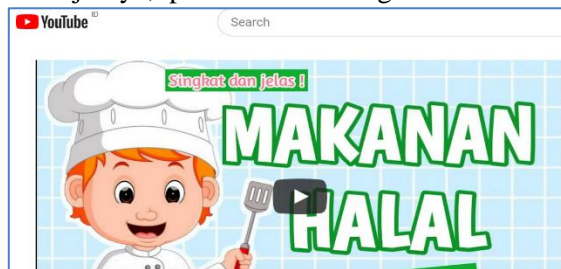 YouTube ID
Search
Singkat dan jelas !
MAKANAN
HALAL